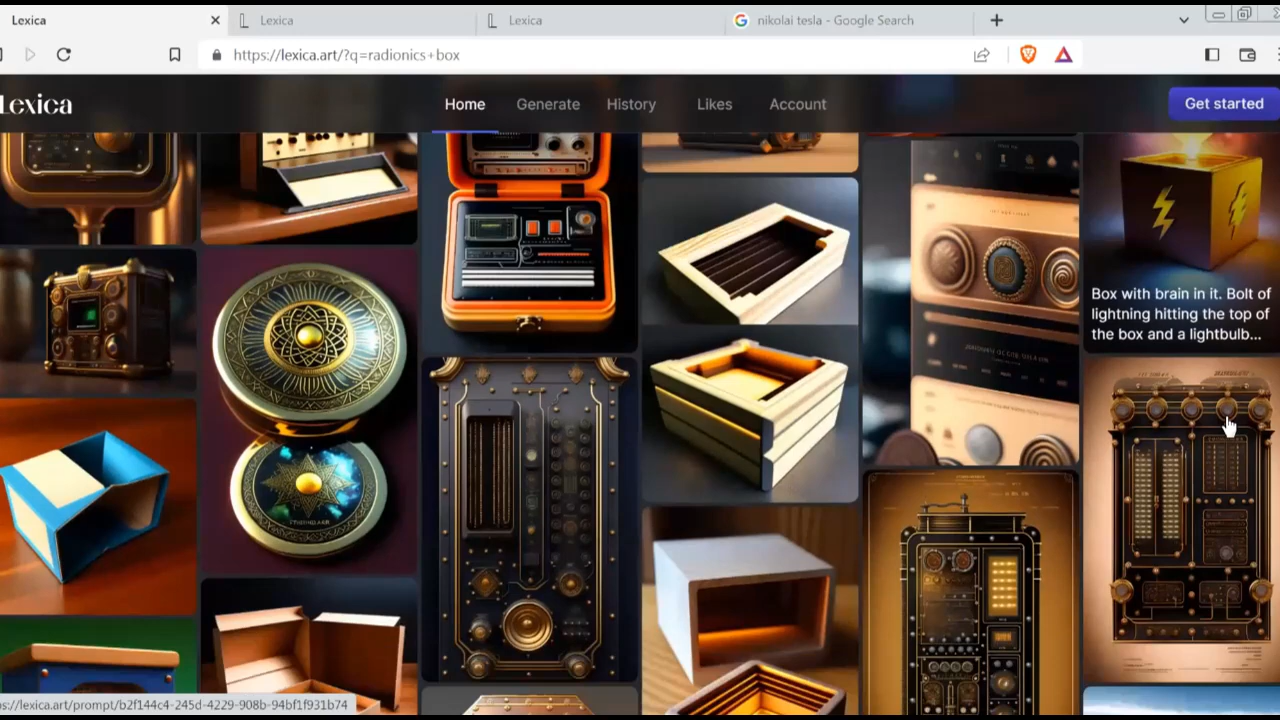 Lexica
Lexica
Lexica
nikolai tesla - Google Search
https://lexica.art/?q=radionics+box
Lexica
Home
Generate
History
Likes
Account
Get started
Box with brain in it. Bolt of
lightning hitting the top of
the box and a lightbulb...
s://lexica.art/prompt/b2f144c4-245d-4229-908b-94bf1f931b74